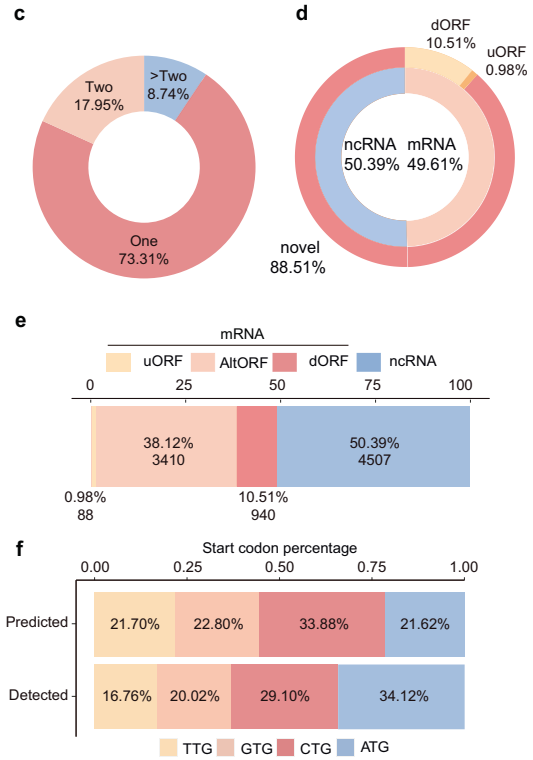 c
Two
17.95%
>Two
8.74%
One
73.31%
d
dORF
10.51%
uORF
0.98%
ncRNA mRNA
50.39% 49.61%
novel
88.51%
e
mRNA
uORF AltORF dORF ncRNA
0 25 50 75 100
38.12% 50.39%
3410 4507
0.98% 10.51%
88 940
f
Start codon percentage
0.00 0.25 0.50 0.75 1.00
Predicted 21.70% 22.80% 33.88% 21.62%
Detected 16.76% 20.02% 29.10% 34.12%
TTG GTG CTG ATG